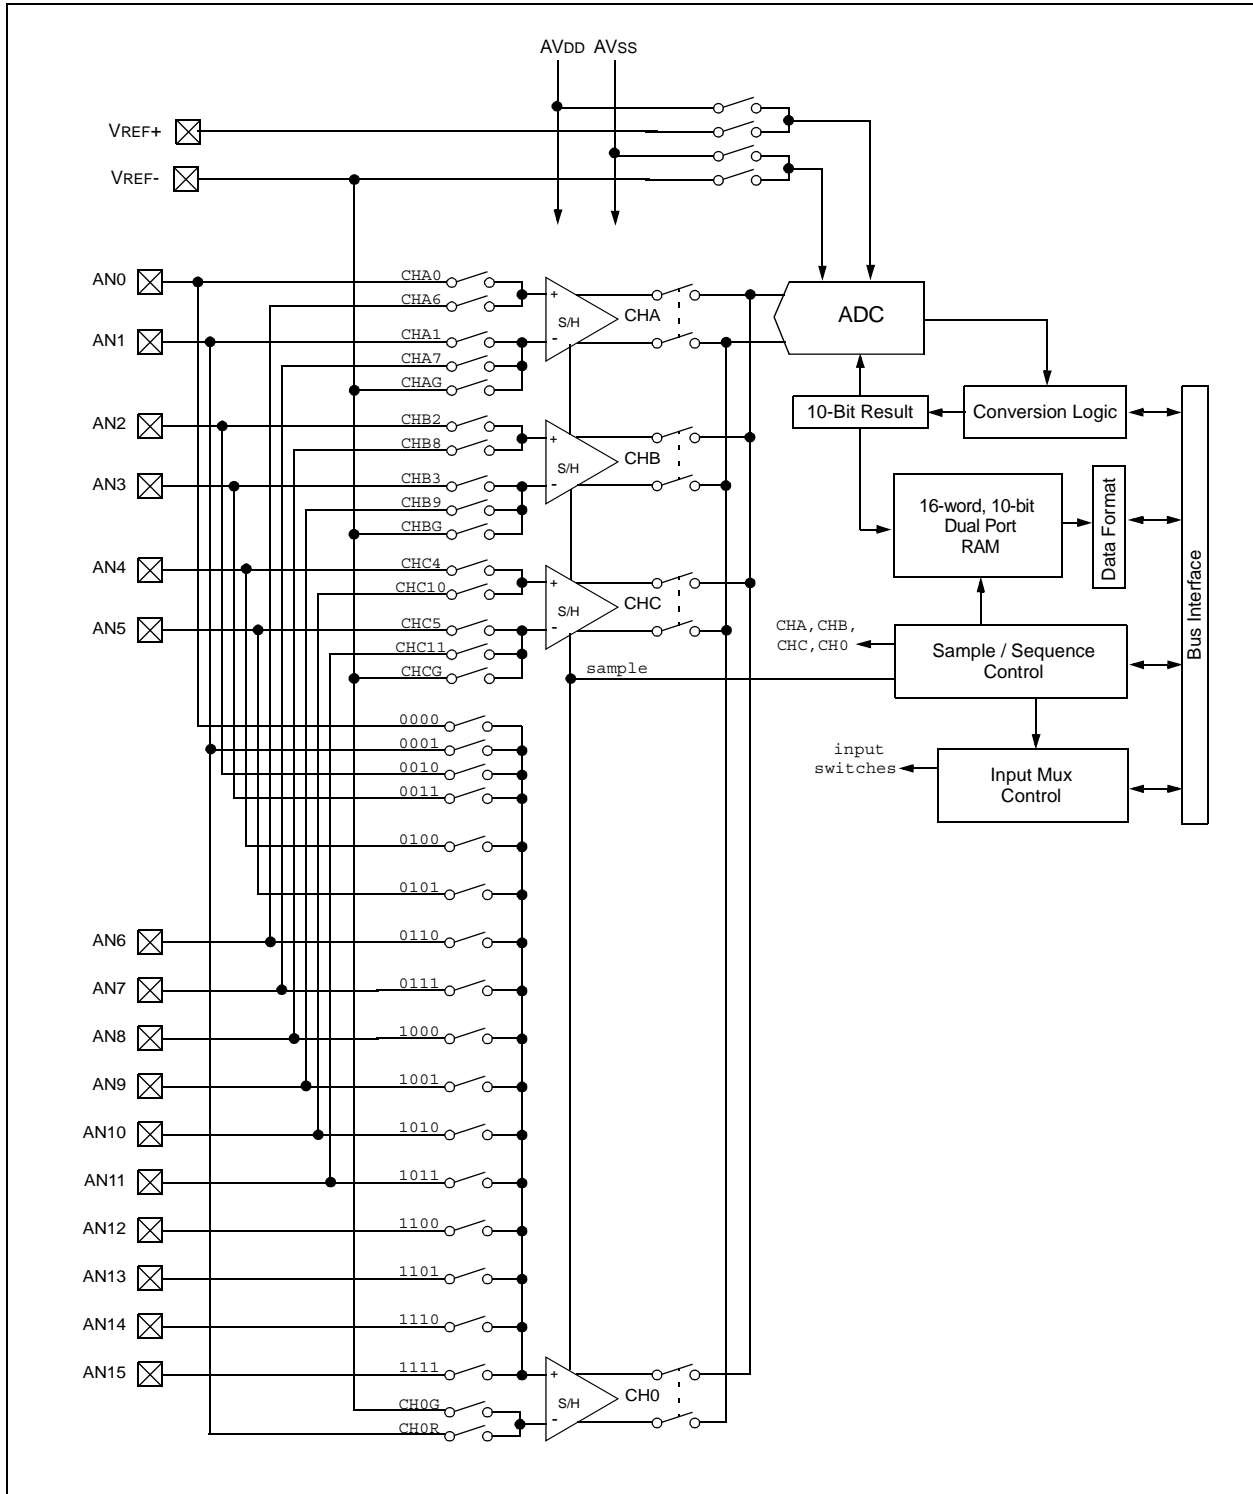 AVDD AVSS
VREF+
VREF-
AN0
CHA0
CHA6
+
S/H
CHA
ADC
AN1
CHA1
-
CHA7
CHAG
10-Bit Result
Conversion Logic
AN2
CHB2
CHB8
+
S/H
CHB
AN3
CHB3
-
CHB9
CHBG
16-word, 10-bit
Dual Port
RAM
Data Format
Bus Interface
AN4
CHC4
CHC10
+
S/H
CHC
AN5
CHC5
-
CHC11
CHCG
CHA,CHB,
CHC,CH0
Sample / Sequence
Control
sample
0000
0001
0010
0011
input
switches
Input Mux
Control
0100
0101
AN6
0110
AN7
0111
AN8
1000
AN9
1001
AN10
1010
AN11
1011
AN12
1100
AN13
1101
AN14
1110
AN15
1111
+
S/H
CH0
-
CH0G
CH0R